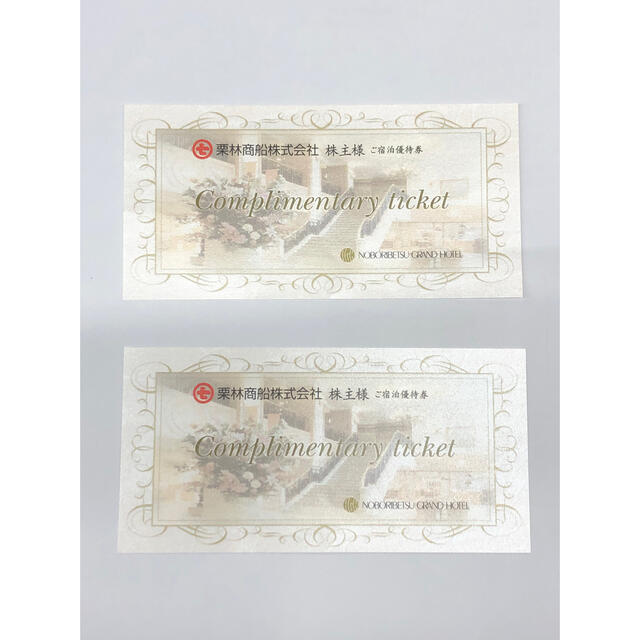 栗林商船株式会社 株主様 ご宿泊優待券
Complimentary ticket
NOBORIBETSU GRAND HOTEL
栗林商船株式会社 株主様 ご宿泊優待券
Complimentary ticket
NOBORIBETSU GRAND HOTEL